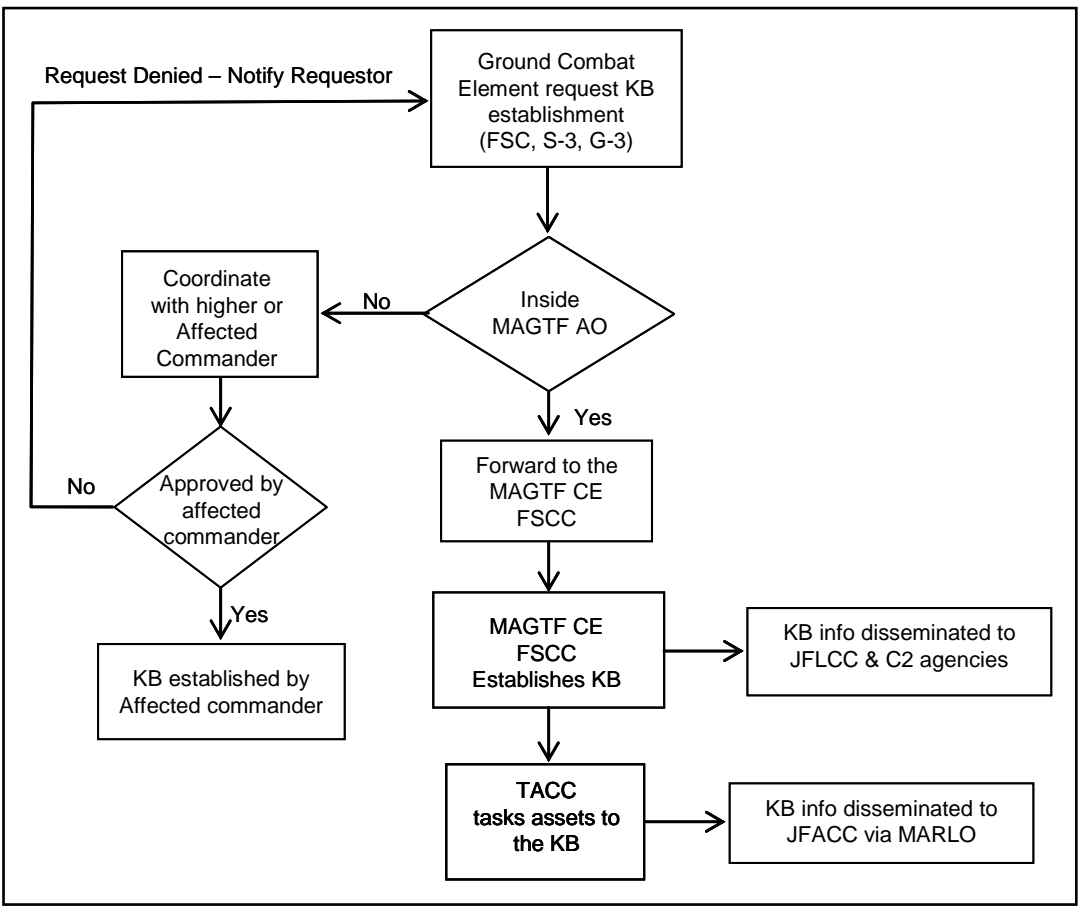 Request Denied – Notify Requestor
Ground Combat
Element request KB
establishment
(FSC, S-3, G-3)
Inside
MAGTF AO
No
Coordinate
with higher or
Affected
Commander
Yes
Approved by
affected
commander
No
Forward to the
MAGTF CE
FSCC
Yes
MAGTF CE
FSCC
Establishes KB
KB info disseminated to
JFLCC & C2 agencies
KB established by
Affected commander
TACC
tasks assets to
the KB
KB info disseminated to
JFACC via MARLO